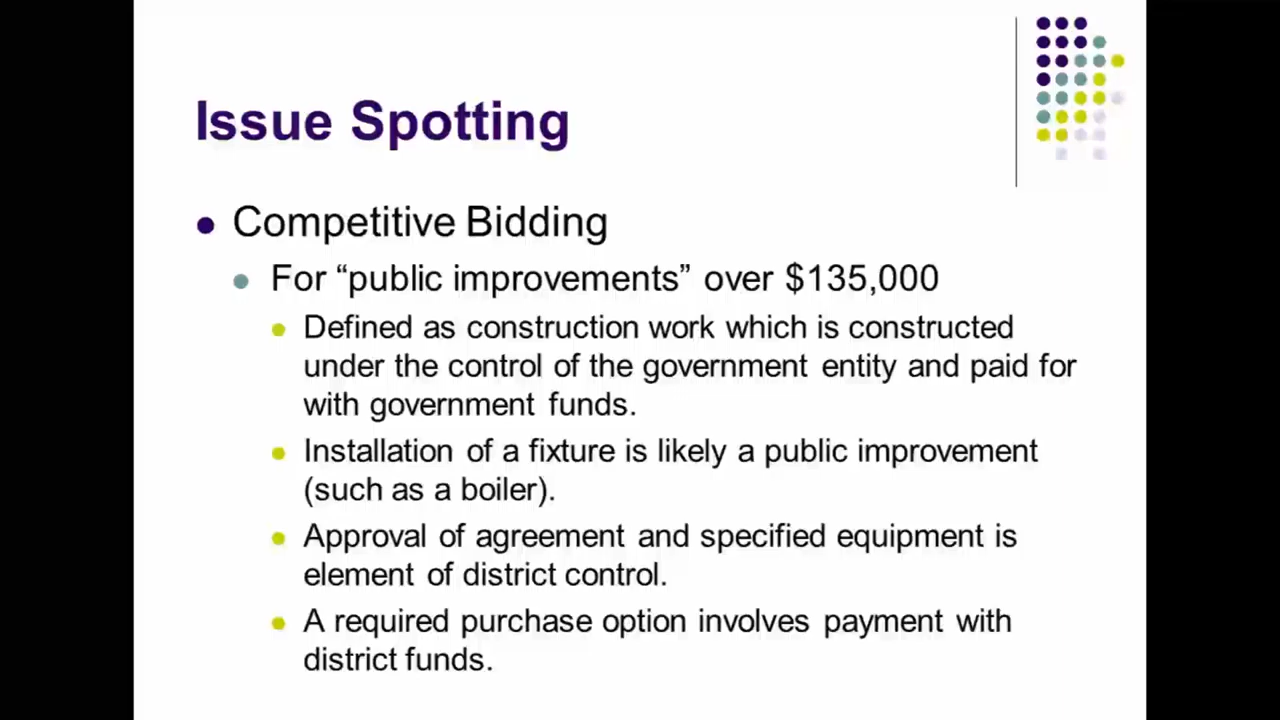 Issue Spotting
Competitive Bidding
For “public improvements” over $135,000
Defined as construction work which is constructed
under the control of the government entity and paid for
with government funds.
Installation of a fixture is likely a public improvement
(such as a boiler).
Approval of agreement and specified equipment is
element of district control.
A required purchase option involves payment with
district funds.